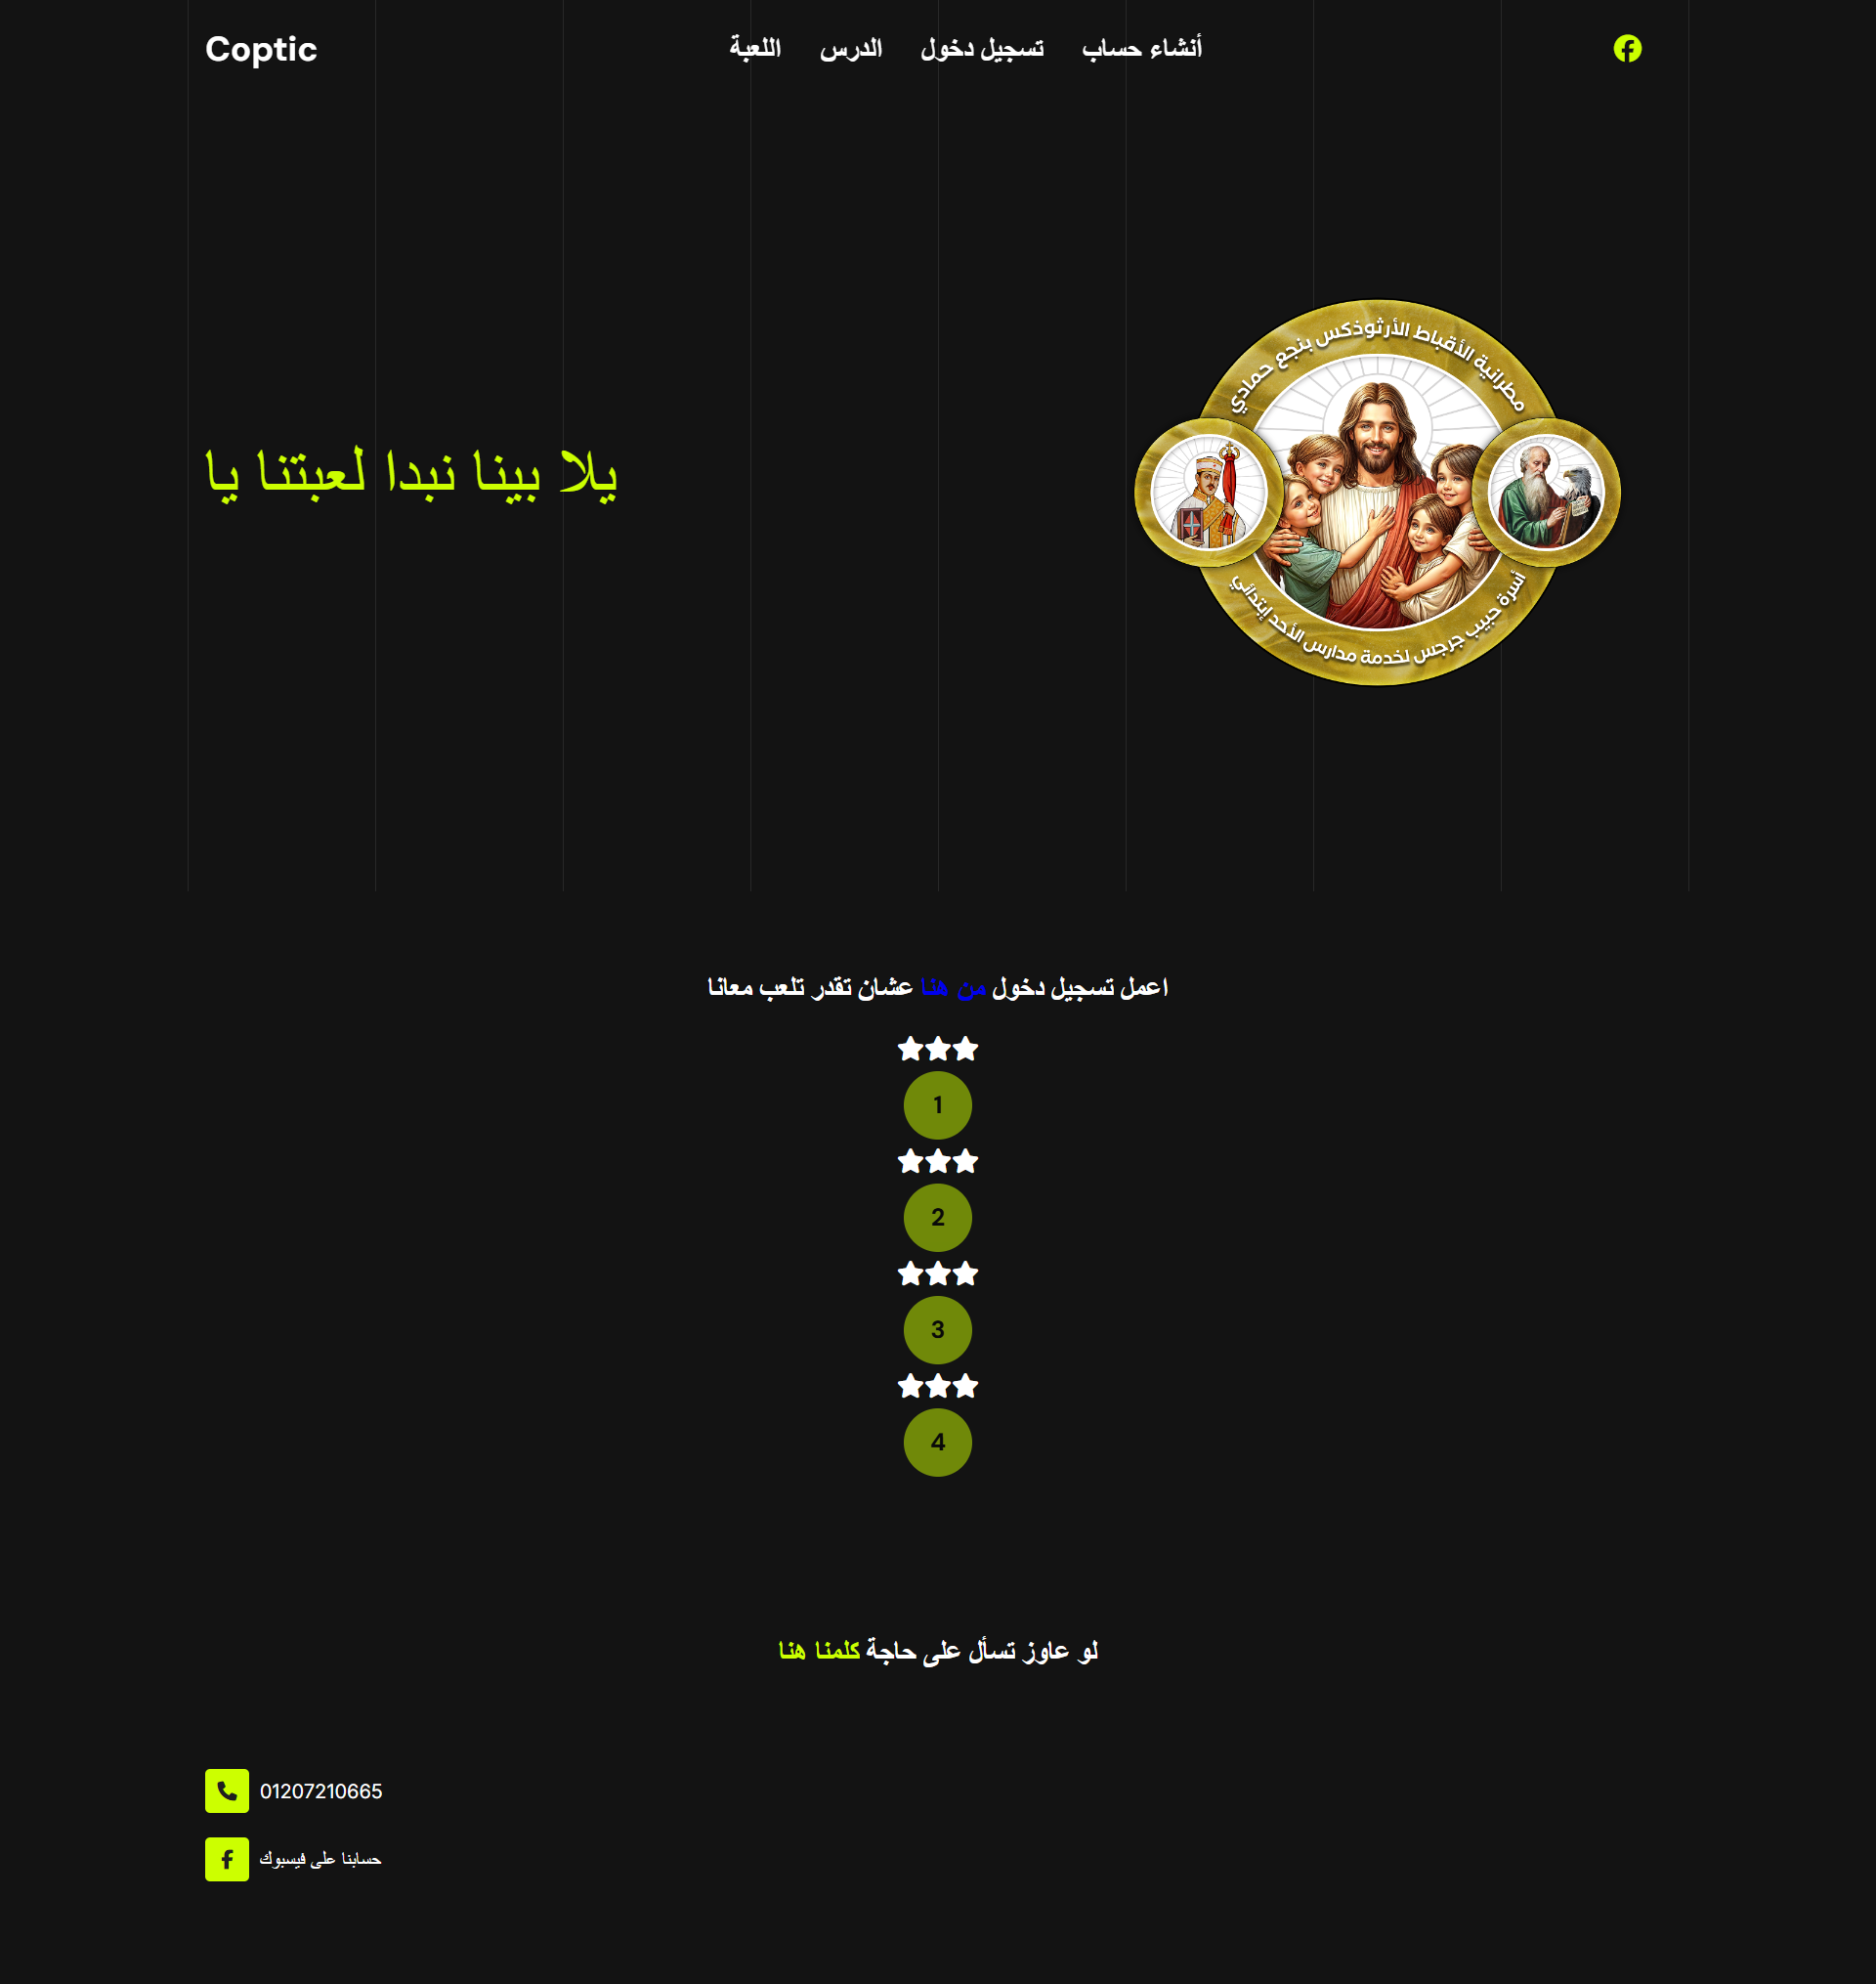 Coptic
أنشاء حساب
تسجيل دخول
الدرس
اللعبة
مطرانية الأقباط الأرثوذكس بنجع حمادي
أسرة حبيب جرجس لخدمة مدارس الأحد إبتدائي
يلا بينا نبدا لعبتنا يا
اعمل تسجيل دخول من هنا عشان تقدر تلعب معانا
1
2
3
4
لو عاوز تسأل على حاجة كلمنا هنا
01207210665
حسابنا على فيسبوك